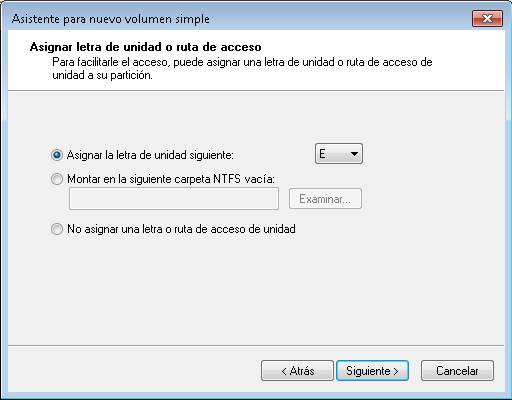 Asistente para nuevo volumen simple
Asignar letra de unidad o ruta de acceso
Para facilitarle el acceso, puede asignar una letra de unidad o ruta de acceso de
unidad a su partición.
Asignar la letra de unidad siguiente:
E
Montar en la siguiente carpeta NTFS vacía:
Examinar...
No asignar una letra o ruta de acceso de unidad
< Atrás
Siguiente >
Cancelar